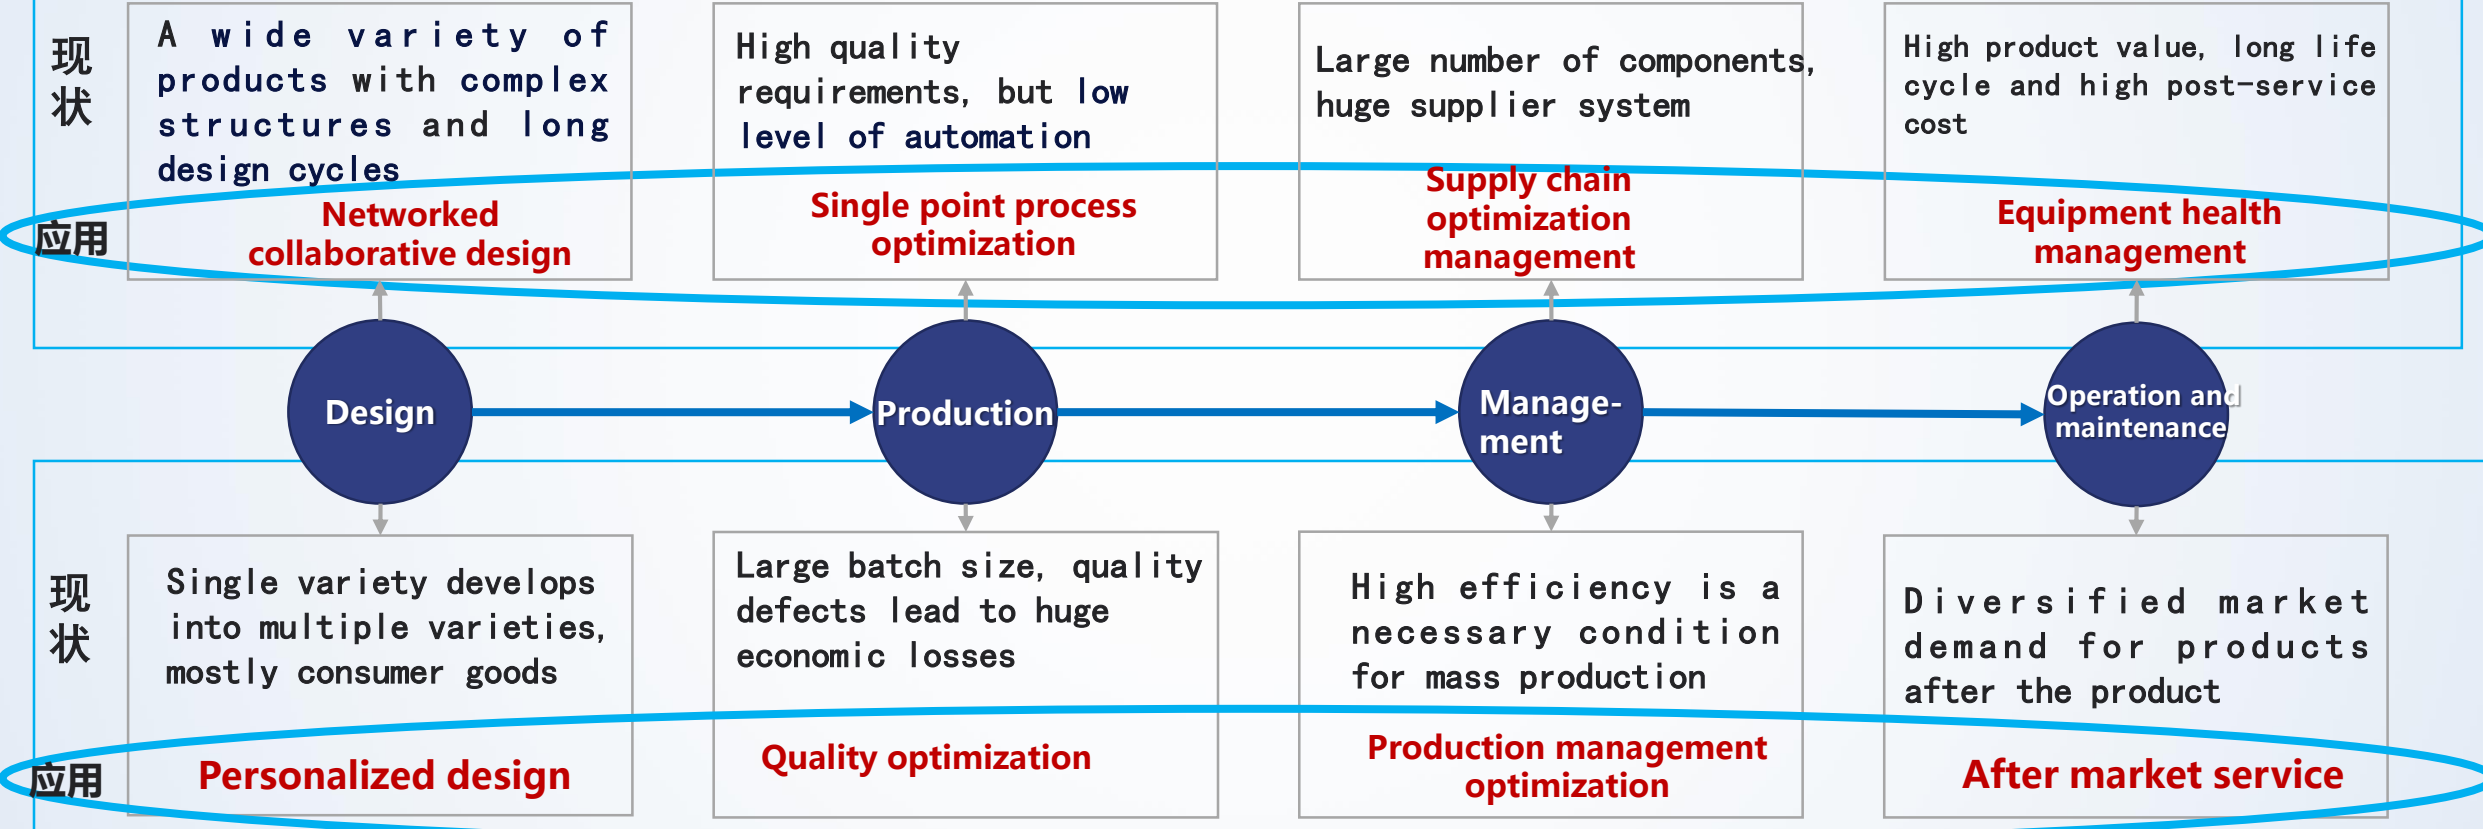 现
状
A wide variety of
products with complex
structures and long
design cycles
High quality
requirements, but low
level of automation
Large number of components,
huge supplier system
High product value, long life
cycle and high post-service
cost
应用
Networked
collaborative design
Single point process
optimization
Supply chain
optimization
management
Equipment health
management
Design
Production
Manage-
ment
Operation and
maintenance
现
状
Single variety develops
into multiple varieties,
mostly consumer goods
Large batch size, quality
defects lead to huge
economic losses
High efficiency is a
necessary condition
for mass production
Diversified market
demand for products
after the product
应用
Personalized design
Quality optimization
Production management
optimization
After market service